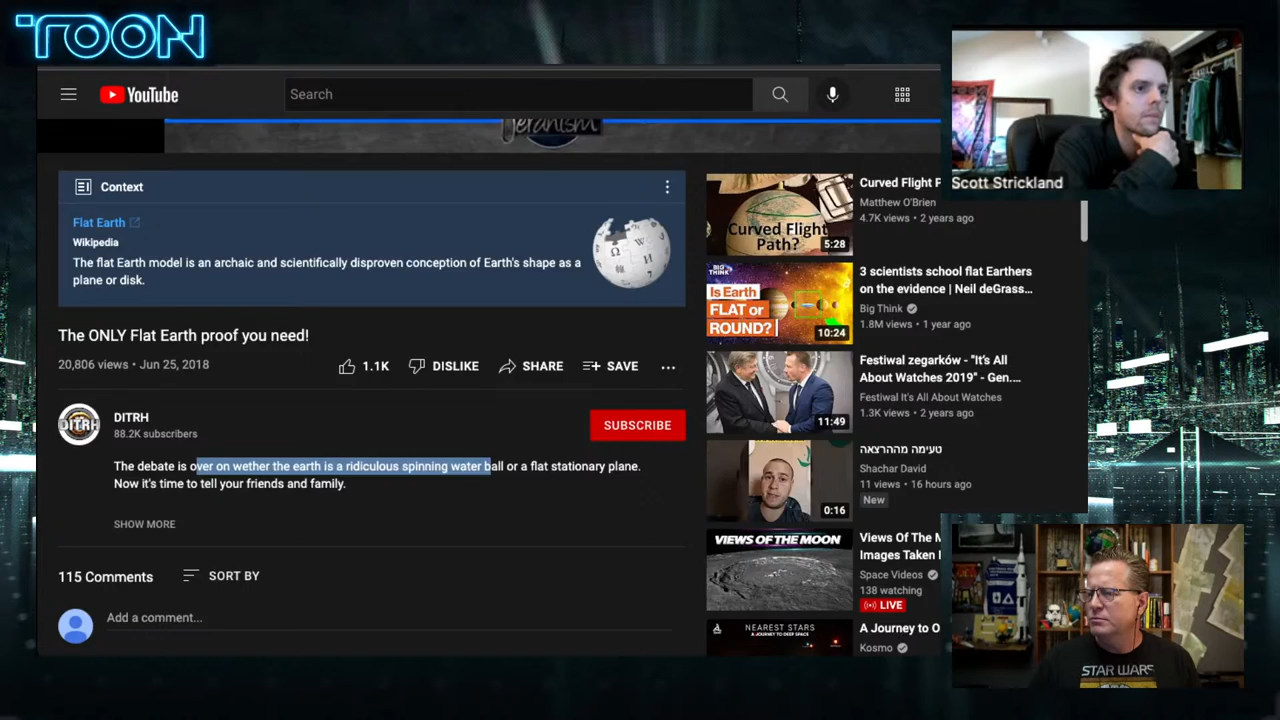 TOON
YouTube
Search
Jeranism
Context
Flat Earth
Wikipedia
The flat Earth model is an archaic and scientifically disproven conception of Earth's shape as a
plane or disk.
The ONLY Flat Earth proof you need!
20,806 views • Jun 25, 2018
1.1K
DISLIKE
SHARE
SAVE
DITRH
DITRH
88.2K subscribers
SUBSCRIBE
The debate is over on wether the earth is a ridiculous spinning water ball or a flat stationary plane.
Now it's time to tell your friends and family.
SHOW MORE
115 Comments
SORT BY
Add a comment...
Curved Flight
Path?
5:28
Curved Flight P
Matthew O'Brien
4.7K views • 2 years ago
BIG
THINK
Is Earth
FLAT or
ROUND?
10:24
3 scientists school flat Earthers
on the evidence | Neil deGrass...
Big Think
1.8M views • 1 year ago
11:49
Festiwal zegarków - "It's All
About Watches 2019" - Gen....
Festiwal It's All About Watches
1.3K views • 2 years ago
0:16
טעימה מההרצאה
Shachar David
11 views • 16 hours ago
New
VIEWS OF THE MOON
Views Of The M
Images Taken
Space Videos
138 watching
LIVE
NEAREST STARS
A JOURNEY TO DEEP SPACE
A Journey to O
Kosmo
Scott Strickland
STAR WARS